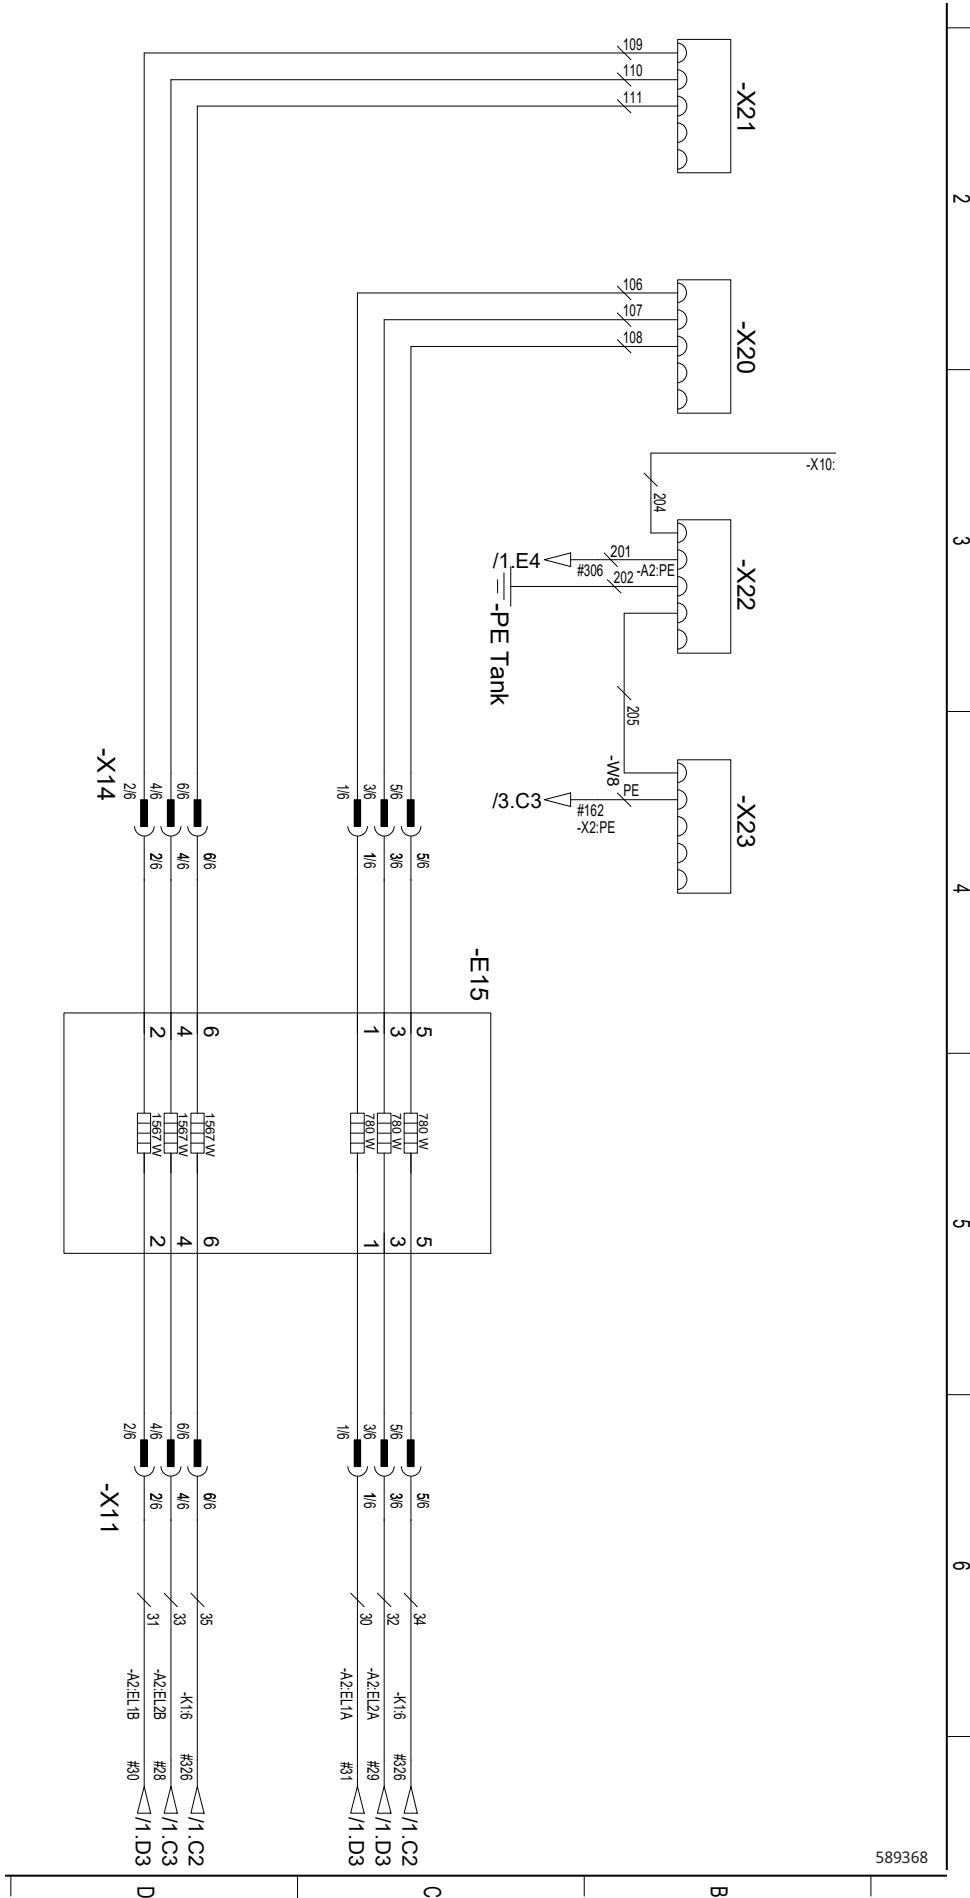 109
110
111
-X21
2
106
107
108
-X20
-X10:
204
3
/1.E4
201
#306
-A2:PE
202
-X22
-PE Tank
205
-W8
PE
/3.C3
#162
-X2:PE
-X23
-X14
2/6
4/6
6/6
1/6
3/6
5/6
2/6
4/6
6/6
1/6
3/6
5/6
4
-E15
2
4
6
1
3
5
1567 W
1567 W
1567 W
780 W
780 W
780 W
5
2
4
6
1
3
5
2/6
4/6
6/6
1/6
3/6
5/6
-X11
2/6
4/6
6/6
1/6
3/6
5/6
6
31
33
35
30
32
34
-A2:EL1B
-A2:EL2B
-K1:6
-A2:EL1A
-A2:EL2A
-K1:6
#30
#28
#326
#31
#29
#326
/1.D3
/1.C3
/1.C2
/1.D3
/1.D3
/1.C2
589368
D
C
B